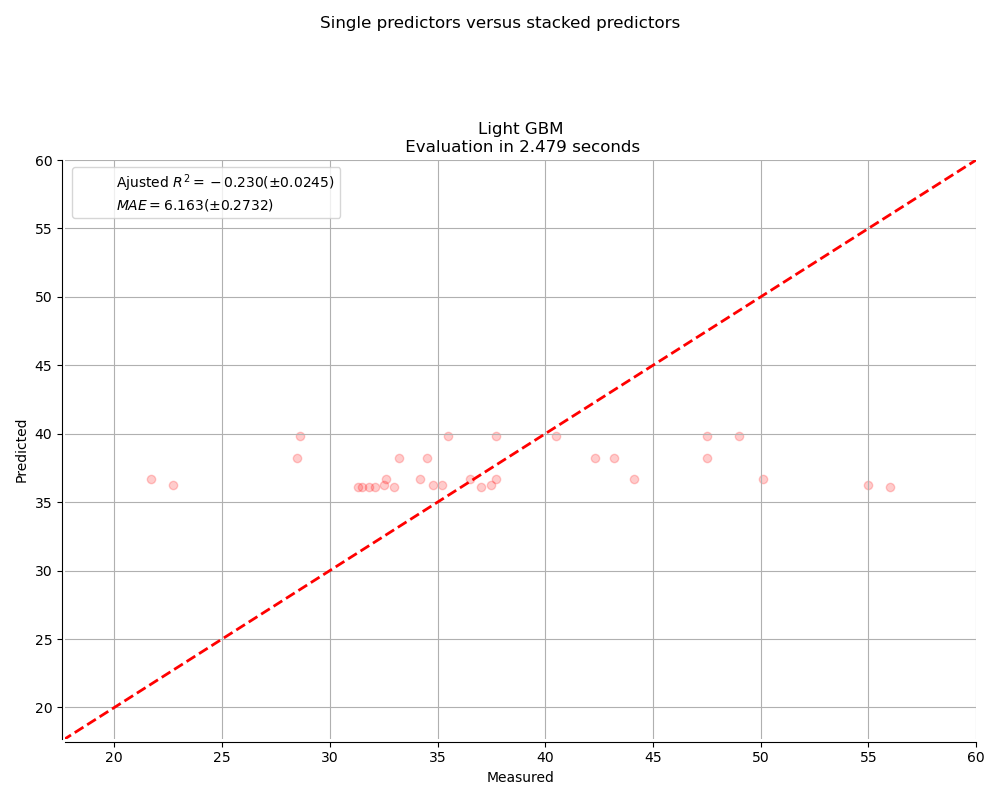 Single predictors versus stacked predictors
Light GBM
Evaluation in 2.479 seconds
Ajusted R² = −0.230(±0.0245)
MAE = 6.163(±0.2732)
60
55
50
45
40
35
30
25
20
Predicted
20 25 30 35 40 45 50 55 60
Measured